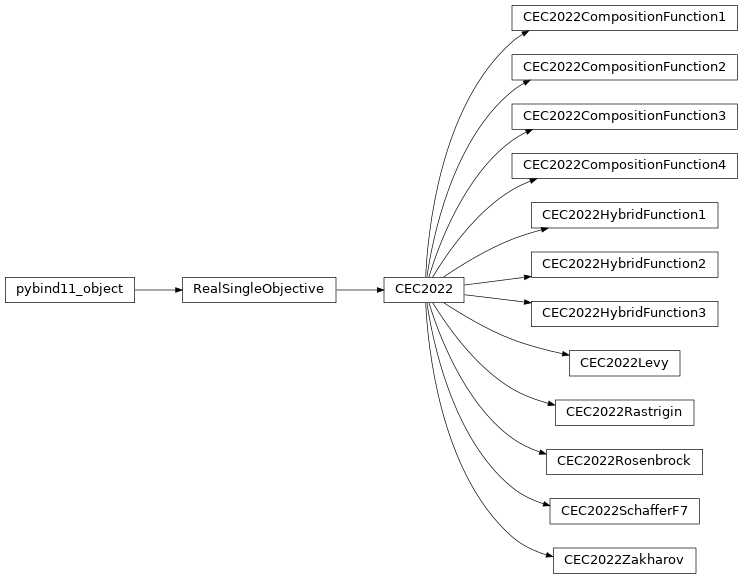 CEC2022CompositionFunction1
CEC2022CompositionFunction2
CEC2022CompositionFunction3
CEC2022CompositionFunction4
CEC2022HybridFunction1
CEC2022HybridFunction2
pybind11_object
RealSingleObjective
CEC2022
CEC2022HybridFunction3
CEC2022Levy
CEC2022Rastrigin
CEC2022Rosenbrock
CEC2022SchafferF7
CEC2022Zakharov